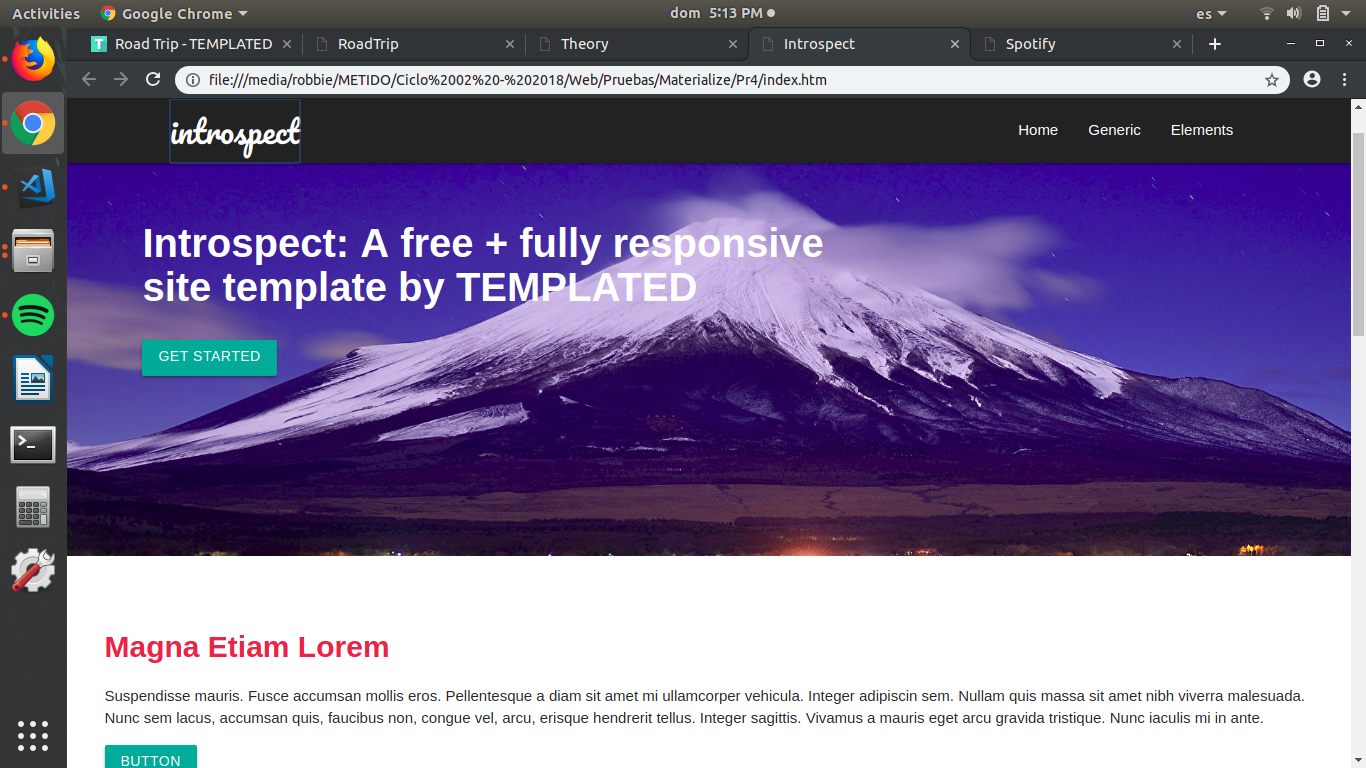 Activities Google Chrome dom 5:13 PM es
Road Trip - TEMPLATED RoadTrip Theory Introspect Spotify
file:///media/robbie/METIDO/Ciclo%2002%20-%202018/Web/Pruebas/Materialize/Pr4/index.htm
introspect Home Generic Elements
Introspect: A free + fully responsive
site template by TEMPLATED
GET STARTED
Magna Etiam Lorem
Suspendisse mauris. Fusce accumsan mollis eros. Pellentesque a diam sit amet mi ullamcorper vehicula. Integer adipiscin sem. Nullam quis massa sit amet nibh viverra malesuada.
Nunc sem lacus, accumsan quis, faucibus non, congue vel, arcu, erisque hendrerit tellus. Integer sagittis. Vivamus a mauris eget arcu gravida tristique. Nunc iaculis mi in ante.
BUTTON